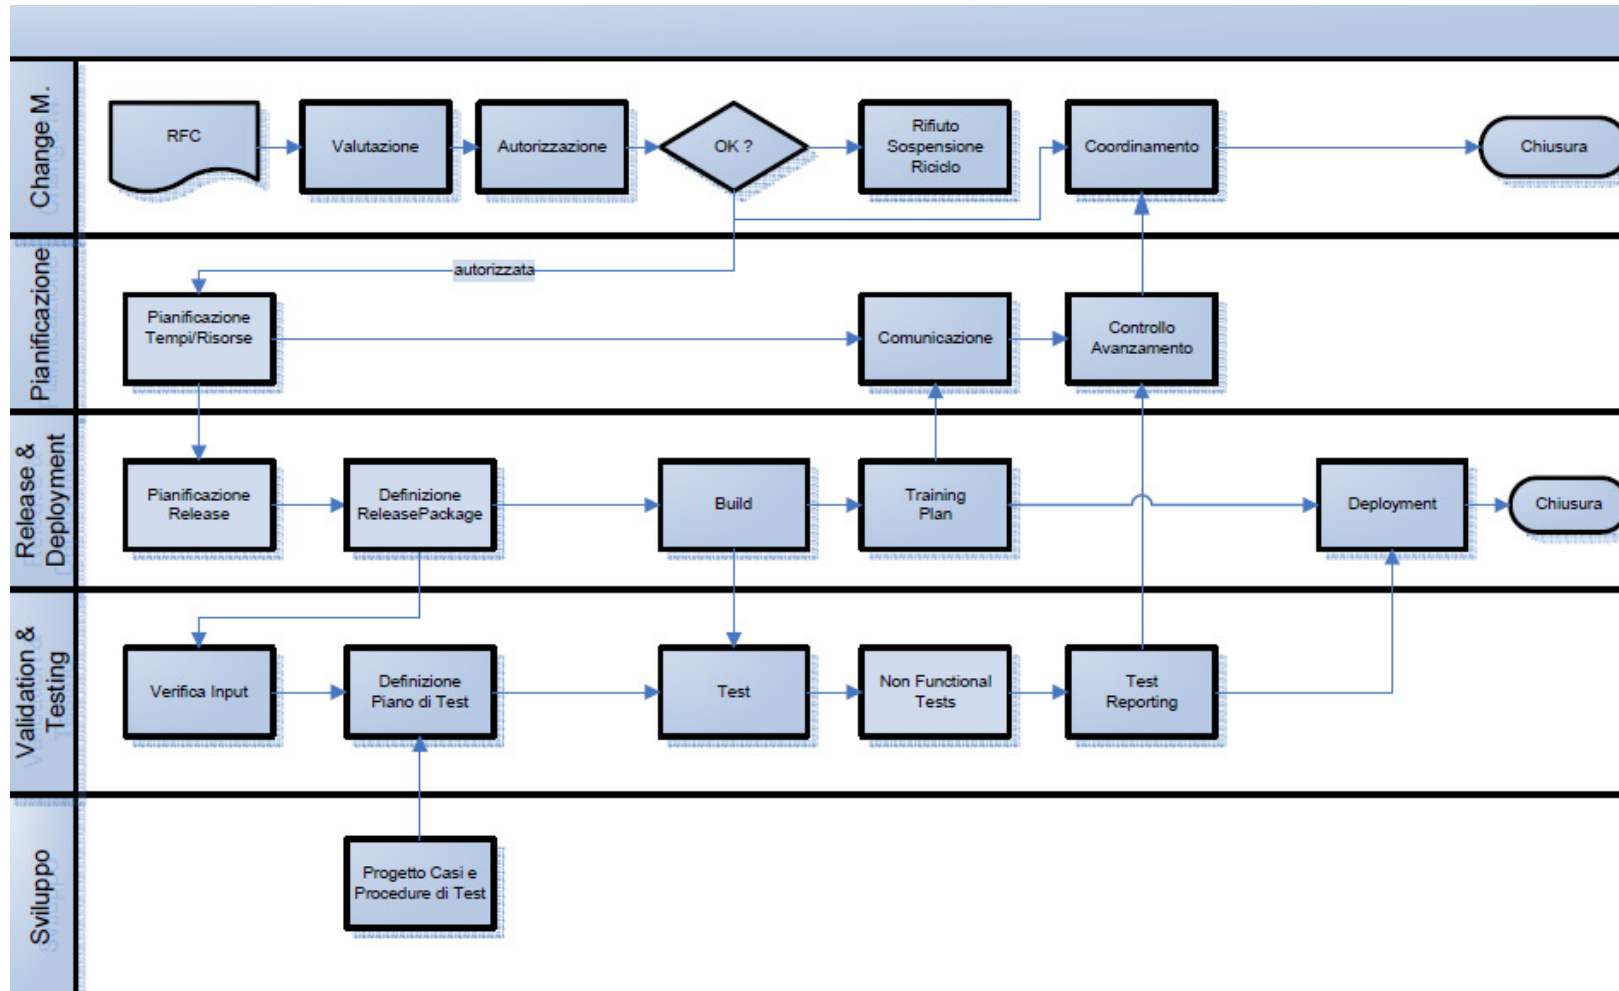 Change M.
RFC
Valutazione
Autorizzazione
OK ?
Rifiuto
Sospensione
Riciclo
Coordinamento
Chiusura
Pianificazione
autorizzata
Pianificazione
Tempi/Risorse
Comunicazione
Controllo
Avanzamento
Release &
Deployment
Pianificazione
Release
Definizione
ReleasePackage
Build
Training
Plan
Deployment
Chiusura
Validation &
Testing
Verifica Input
Definizione
Piano di Test
Test
Non Functional
Tests
Test
Reporting
Sviluppo
Progetto Casi e
Procedure di Test